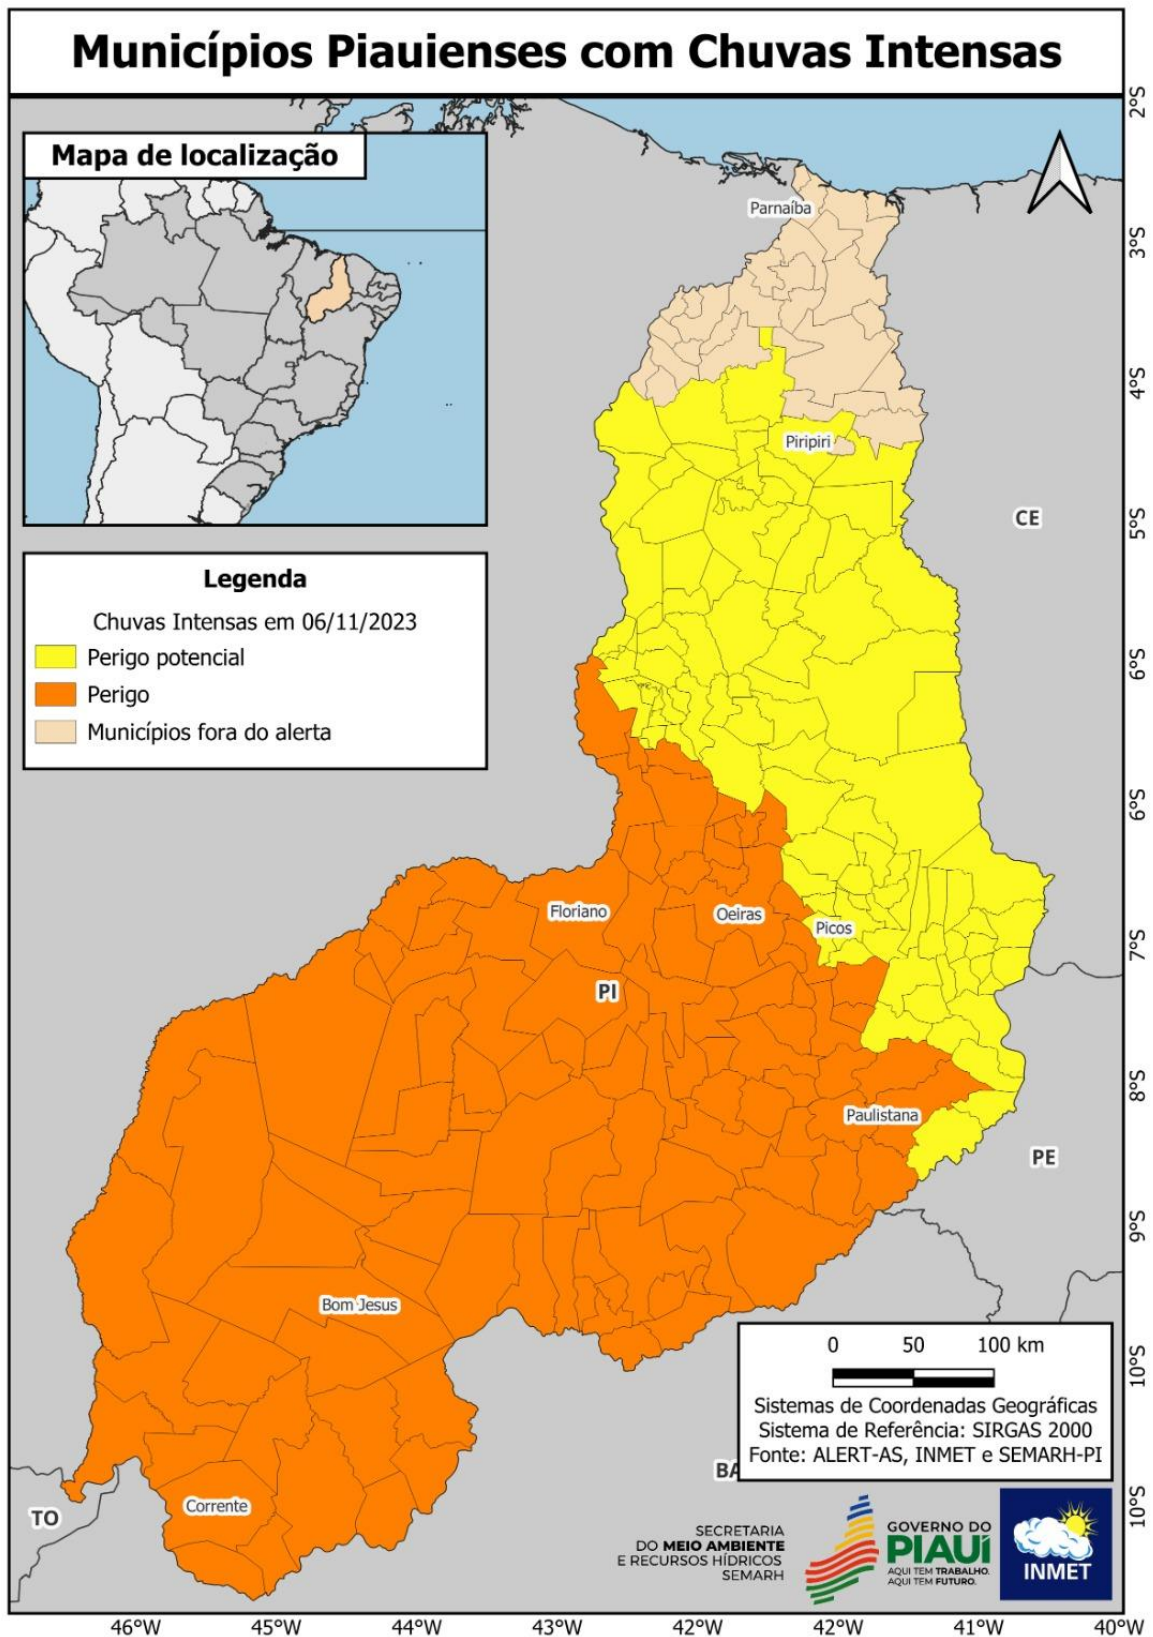 Municípios Piauienses com Chuvas Intensas
Mapa de localização
Legenda
Chuvas Intensas em 06/11/2023
Perigo potencial
Perigo
Municípios fora do alerta
Parnaíba
Piripiri
CE
Floriano
Oeiras
Picos
PI
Paulistana
PE
Bom Jesus
Corrente
TO
BA
0 50 100 km
Sistemas de Coordenadas Geográficas
Sistema de Referência: SIRGAS 2000
Fonte: ALERT-AS, INMET e SEMARH-PI
SECRETARIA
DO MEIO AMBIENTE
E RECURSOS HÍDRICOS
SEMARH
GOVERNO DO
PIAUÍ
AQUI TEM TRABALHO.
AQUI TEM FUTURO.
INMET
2°S
3°S
4°S
5°S
6°S
6°S
7°S
8°S
9°S
10°S
10°S
46°W 45°W 44°W 43°W 42°W 42°W 41°W 40°W